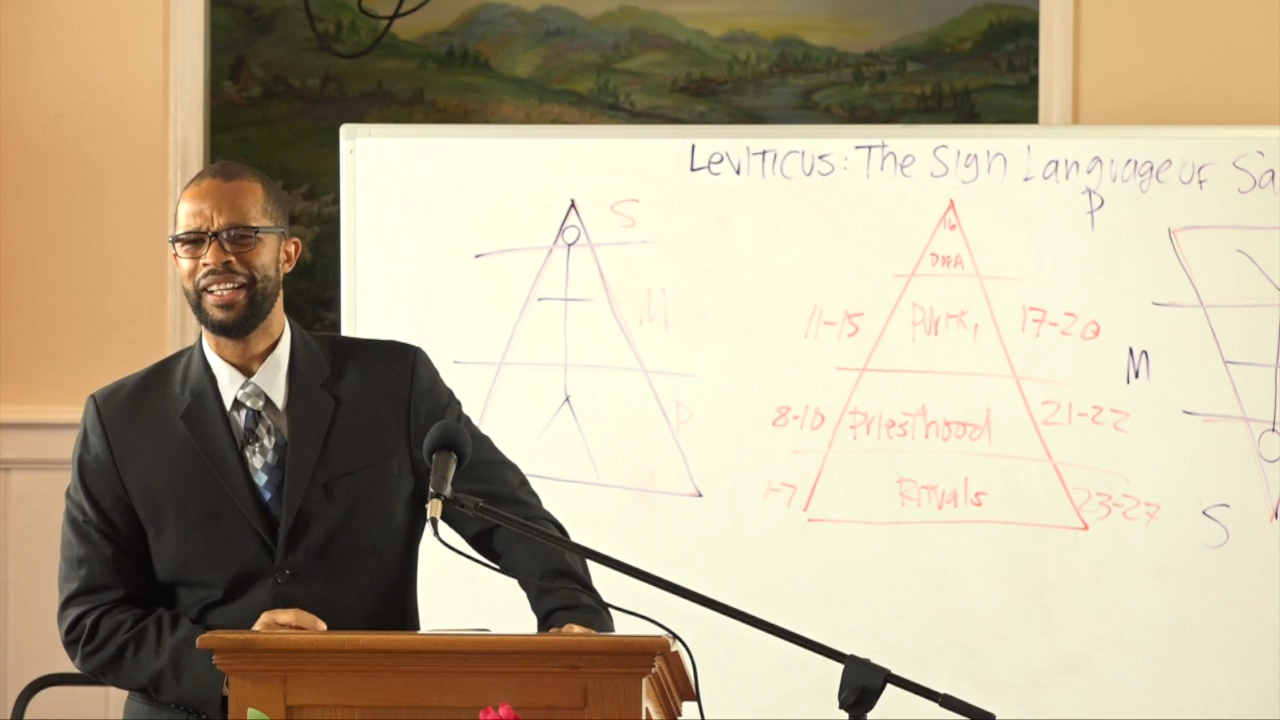 Leviticus: The Sign Language of Sa
P
S
16
DofA
M
11-15
17-20
M
8-10 Priesthood 21-22
P
1-7 Rituals 23-27
S